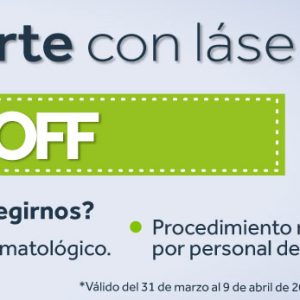 rte con láse
OFF
egirnos?
matológico.
Procedimiento r
por personal de
*Válido del 31 de marzo al 9 de abril de 20